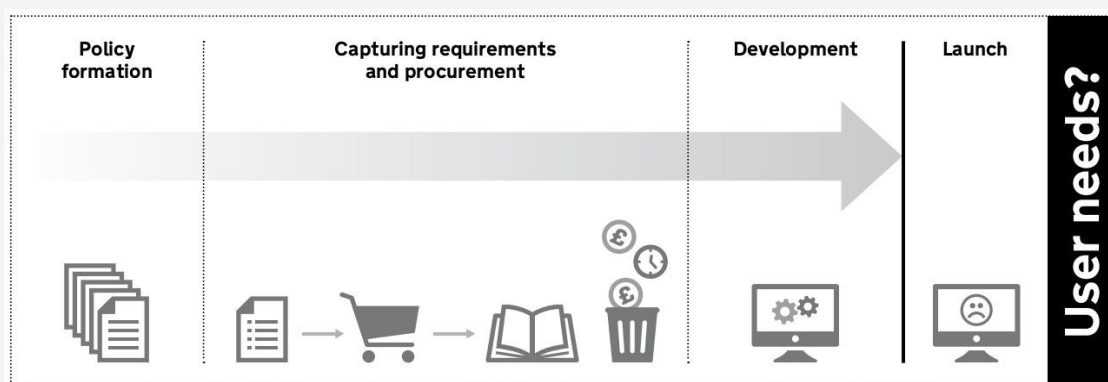 Policy
formation
Capturing requirements
and procurement
Development
Launch
User needs?
£
£